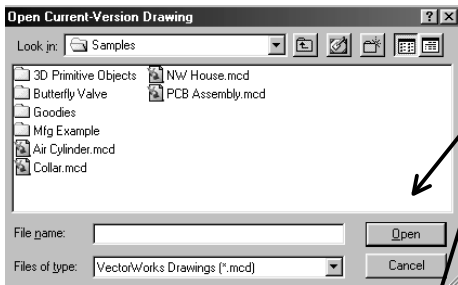 Open Current-Version Drawing
Look in: Samples
3D Primitive Objects NW House.mcd
Butterfly Valve PCB Assembly.mcd
Goodies
Mfg Example
Air Cylinder.mcd
Collar.mcd
File name: Open
Files of type: VectorWorks Drawings (*.mcd) Cancel